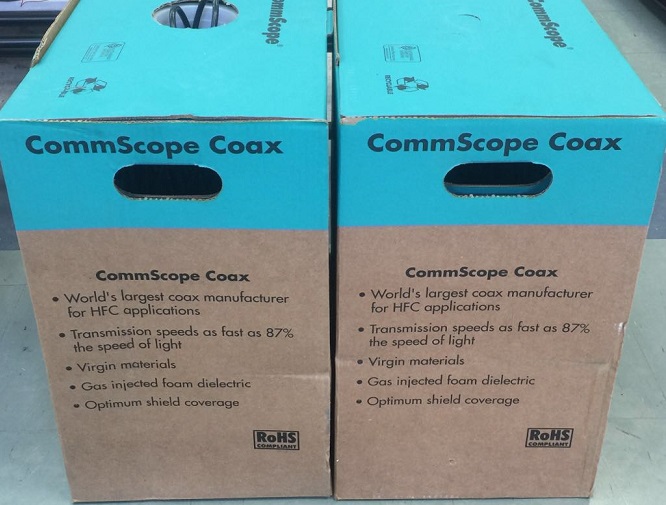 CommScope®
RECYCLABLE
CommScope Coax
CommScope Coax
• World's largest coax manufacturer
for HFC applications
• Transmission speeds as fast as 87%
the speed of light
• Virgin materials
• Gas injected foam dielectric
• Optimum shield coverage
RoHS
COMPLIANT
CommScope®
RECYCLABLE
CommScope Coax
CommScope Coax
• World's largest coax manufacturer
for HFC applications
• Transmission speeds as fast as 87%
the speed of light
• Virgin materials
• Gas injected foam dielectric
• Optimum shield coverage
RoHS
COMPLIANT